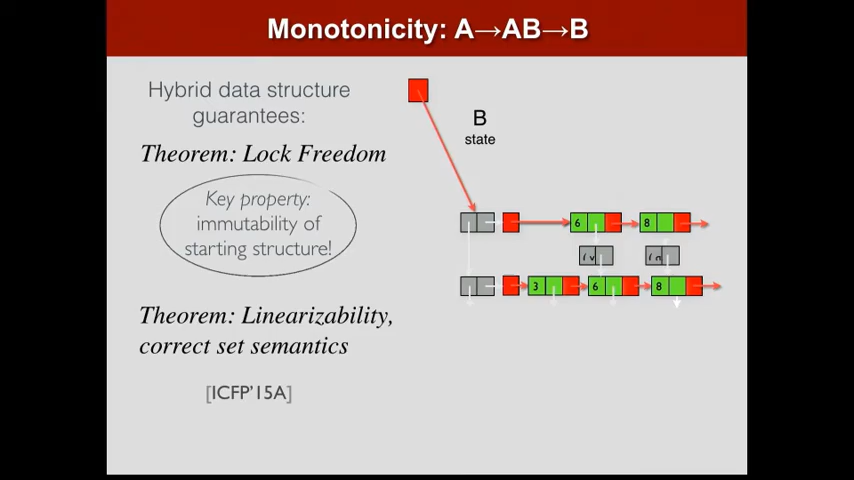 Monotonicity: A→AB→B
Hybrid data structure
guarantees:
Theorem: Lock Freedom
Key property:
immutability of
starting structure!
Theorem: Linearizability,
correct set semantics
[ICFP'15A]
B
state
6 8
3 6 8